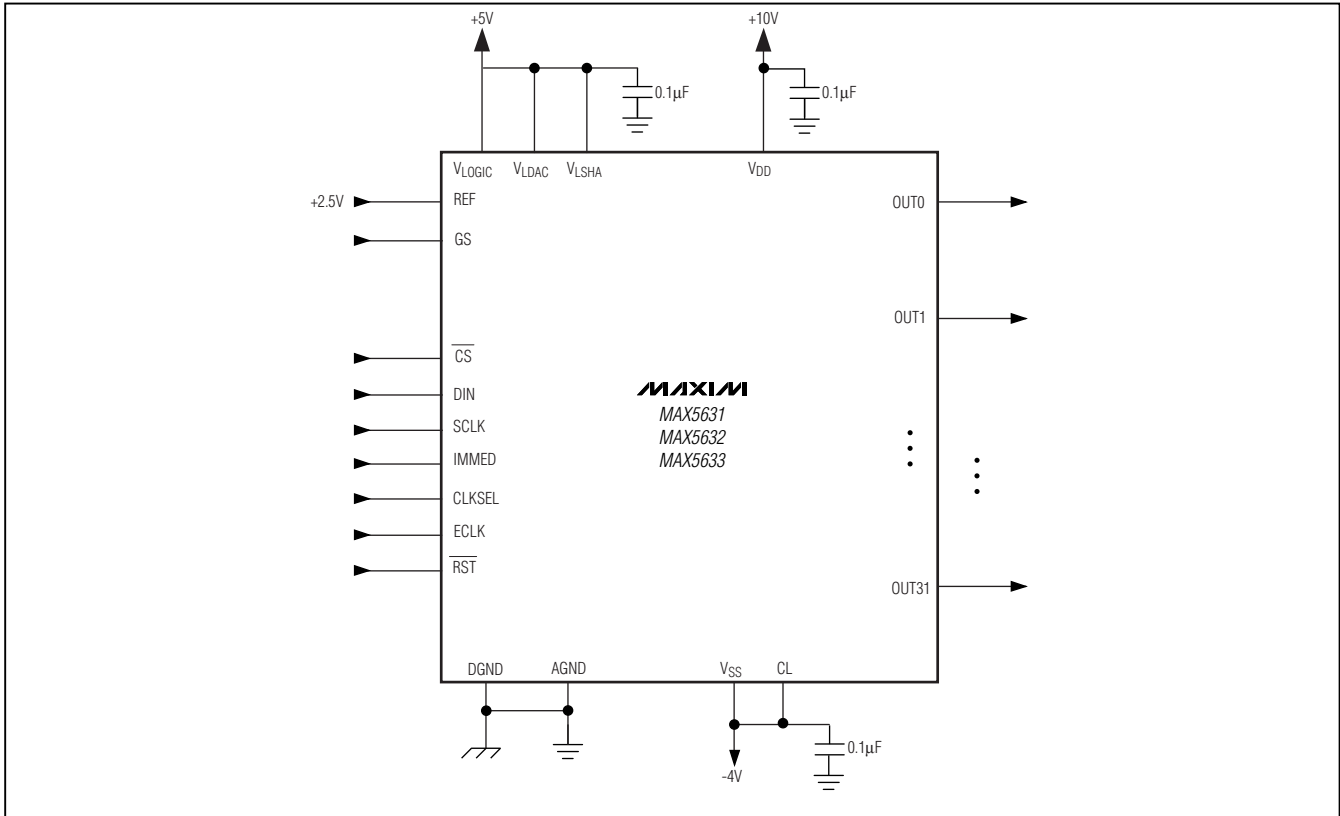 +5V
+10V
0.1µF
0.1µF
VLOGIC
VLDAC
VLSHA
VDD
+2.5V
REF
OUT0
GS
OUT1
CS
DIN
MAXIM
MAX5631
SCLK
MAX5632
IMMED
MAX5633
CLKSEL
ECLK
RST
OUT31
DGND
AGND
VSS
CL
0.1µF
-4V